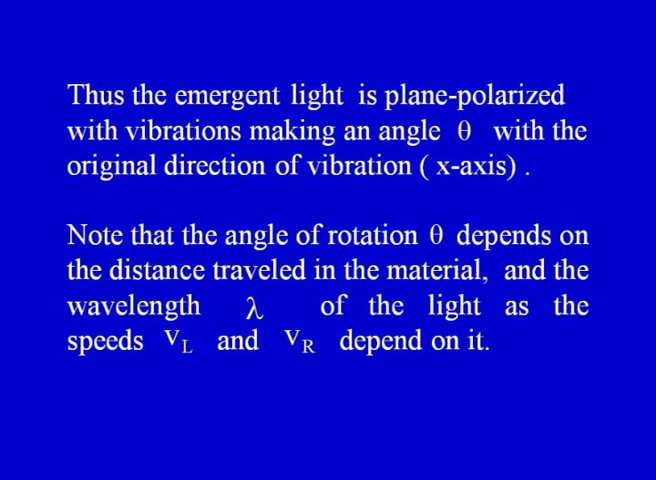 Thus the emergent light is plane-polarized
with vibrations making an angle θ with the
original direction of vibration ( x-axis) .
Note that the angle of rotation θ depends on
the distance traveled in the material, and the
wavelength λ of the light as the
speeds V_L and V_R depend on it.